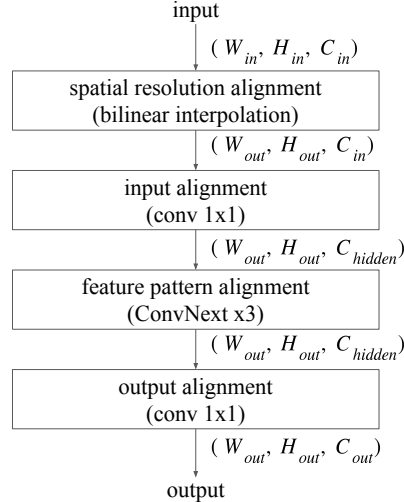 input
( W_in, H_in, C_in )
spatial resolution alignment
(bilinear interpolation)
( W_out, H_out, C_in )
input alignment
(conv 1x1)
( W_out, H_out, C_hidden )
feature pattern alignment
(ConvNext x3)
( W_out, H_out, C_hidden )
output alignment
(conv 1x1)
( W_out, H_out, C_out )
output